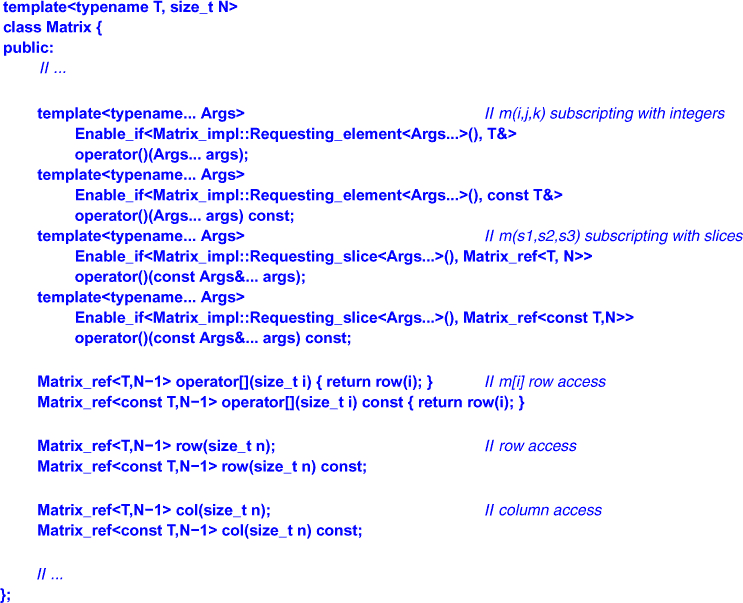 template<typename T, size_t N>
class Matrix {
public:
// ...
template<typename... Args> // m(i,j,k) subscripting with integers
Enable_if<Matrix_impl::Requesting_element<Args...>(), T&>
operator()(Args... args);
template<typename... Args>
Enable_if<Matrix_impl::Requesting_element<Args...>(), const T&>
operator()(Args... args) const;
template<typename... Args> // m(s1,s2,s3) subscripting with slices
Enable_if<Matrix_impl::Requesting_slice<Args...>(), Matrix_ref<T, N>>
operator()(const Args&... args);
template<typename... Args>
Enable_if<Matrix_impl::Requesting_slice<Args...>(), Matrix_ref<const T,N>>
operator()(const Args&... args) const;
Matrix_ref<T,N−1> operator[](size_t i) { return row(i); } // m[i] row access
Matrix_ref<const T,N−1> operator[](size_t i) const { return row(i); }
Matrix_ref<T,N−1> row(size_t n); // row access
Matrix_ref<const T,N−1> row(size_t n) const;
Matrix_ref<T,N−1> col(size_t n); // column access
Matrix_ref<const T,N−1> col(size_t n) const;
// ...
};